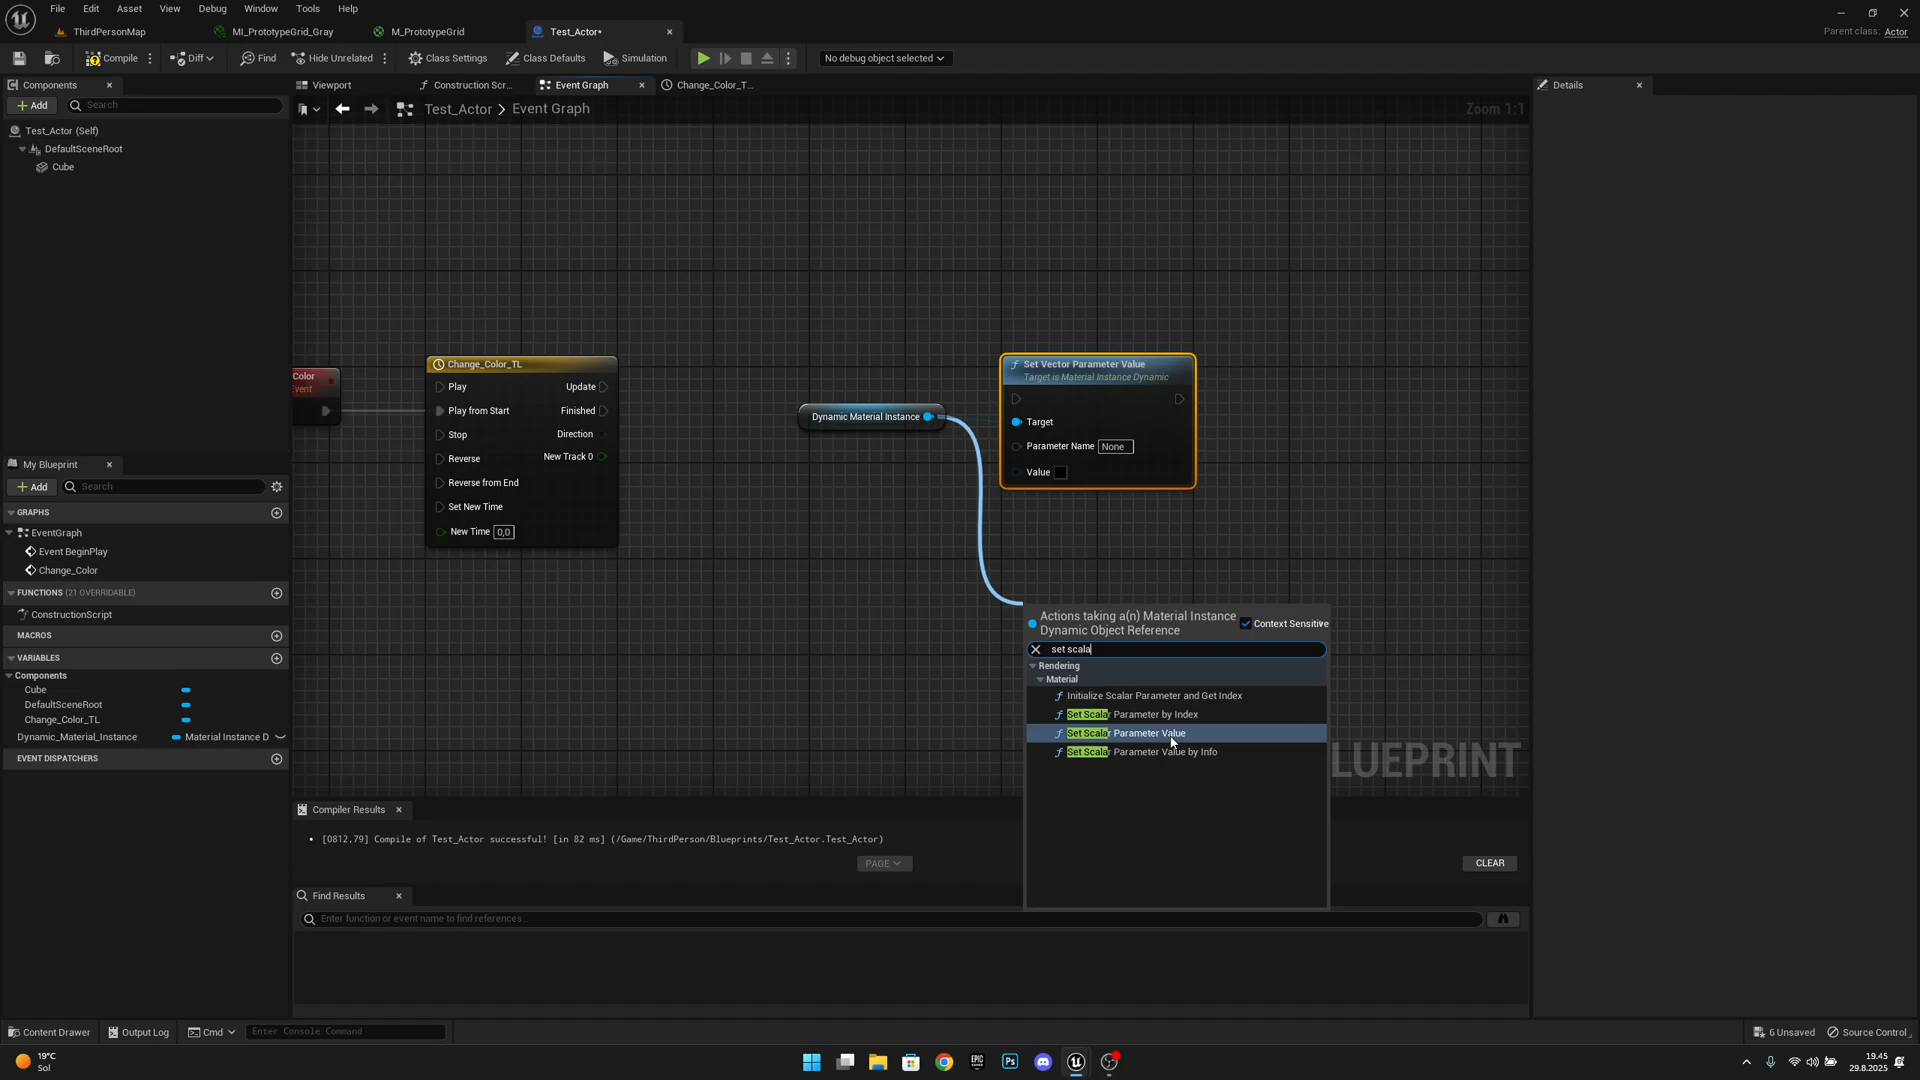 File Edit Asset View Debug Window Tools Help
ThirdPersonMap MI_PrototypeGrid_Gray M_PrototypeGrid Test_Actor*
Parent class: Actor
Compile Diff Find Hide Unrelated Class Settings Class Defaults Simulation No debug object selected
Components Viewport Construction Scr... Event Graph Change_Color_T... Details
Add Search
Test_Actor > Event Graph
Zoom 1:1
Test_Actor (Self)
DefaultSceneRoot
Cube
Color
Event
Change_Color_TL
Play Update
Play from Start Finished
Stop Direction
Reverse New Track 0
Reverse from End
Set New Time
New Time 0,0
Dynamic Material Instance
Set Vector Parameter Value
Target is Material Instance Dynamic
Target
Parameter Name None
Value
My Blueprint
Add Search
GRAPHS
EventGraph
Event BeginPlay
Change_Color
FUNCTIONS (21 OVERRIDABLE)
ConstructionScript
MACROS
VARIABLES
Components
Cube
DefaultSceneRoot
Change_Color_TL
Dynamic_Material_Instance Material Instance D
EVENT DISPATCHERS
Actions taking a(n) Material Instance
Dynamic Object Reference
Context Sensitive
set scala
Rendering
Material
Initialize Scalar Parameter and Get Index
Set Scalar Parameter by Index
Set Scalar Parameter Value
Set Scalar Parameter Value by Info
LUEPRINT
Compiler Results
[0812,79] Compile of Test_Actor successful! [in 82 ms] (/Game/ThirdPerson/Blueprints/Test_Actor.Test_Actor)
PAGE
CLEAR
Find Results
Enter function or event name to find references...
Content Drawer Output Log Cmd Enter Console Command 6 Unsaved Source Control
19°C
Sol
EPIC
Ps
19.45
29.8.2025